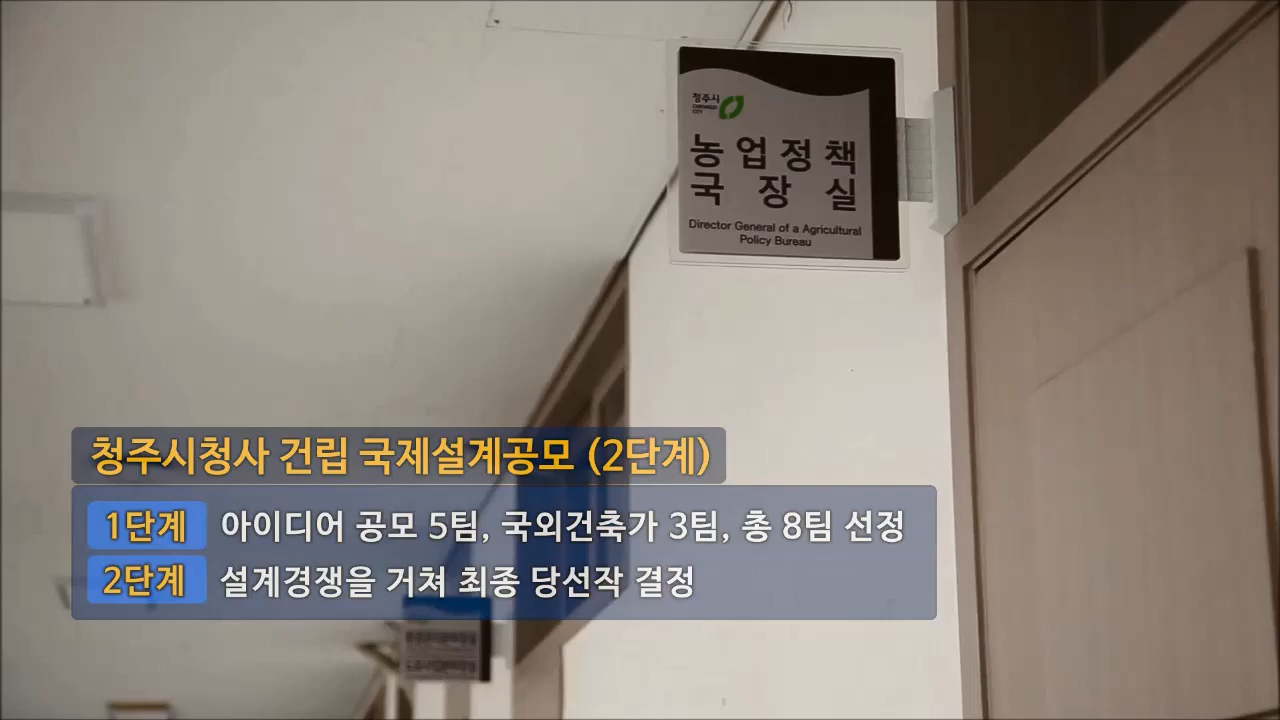 청주시
CHEONGJU
CITY
농업정책
국장실
Director General of a Agricultural
Policy Bureau
청주시청사 건립 국제설계공모 (2단계)
1단계 아이디어 공모 5팀, 국외건축가 3팀, 총 8팀 선정
2단계 설계경쟁을 거쳐 최종 당선작 결정